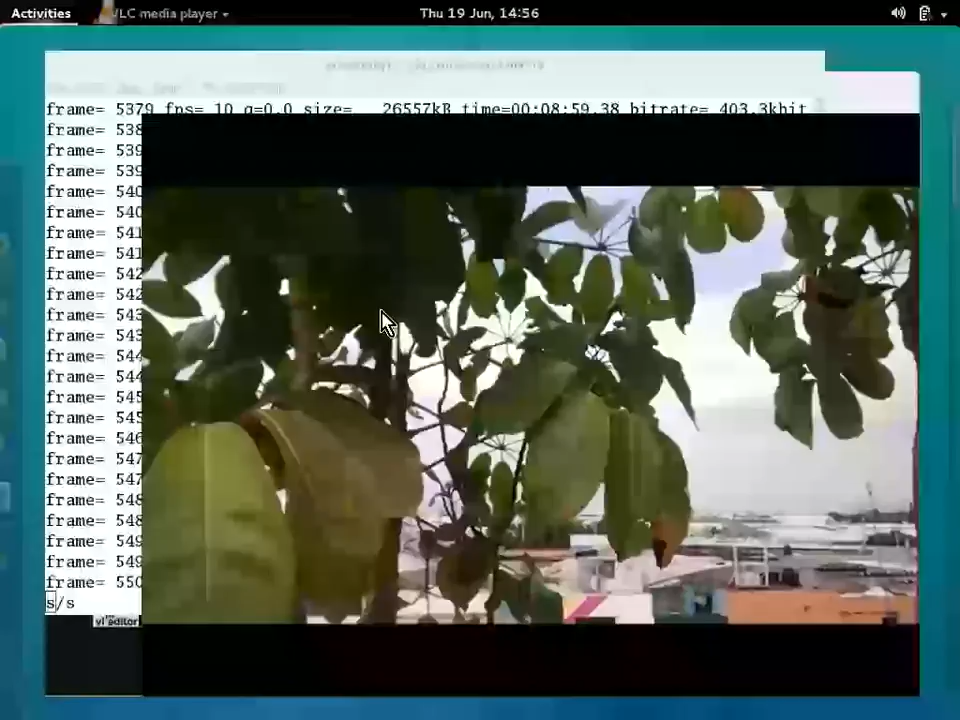 Activities VLC media player Thu 19 Jun, 14:56
frame= 5379 fps= 10 q=0.0 size= 26557kB time=00:08:59.38 bitrate= 403.3kbit
frame= 538
frame= 539
frame= 539
frame= 540
frame= 540
frame= 541
frame= 541
frame= 542
frame= 542
frame= 543
frame= 543
frame= 544
frame= 544
frame= 545
frame= 545
frame= 546
frame= 547
frame= 547
frame= 548
frame= 548
frame= 549
frame= 549
frame= 550
s/s
vi editor